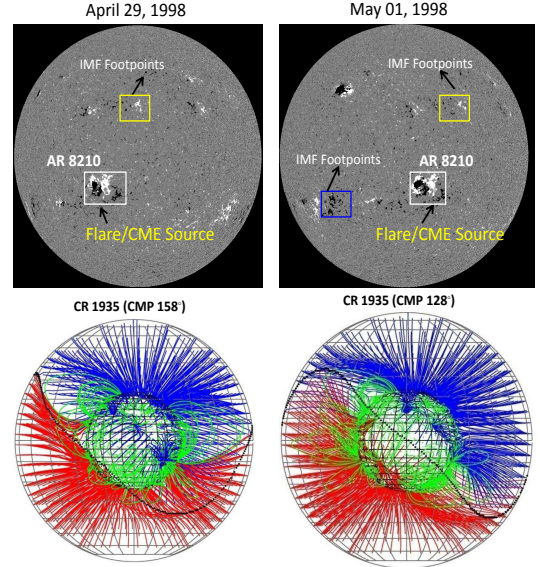 April 29, 1998
May 01, 1998
IMF Footpoints
AR 8210
Flare/CME Source
IMF Footpoints
IMF Footpoints
AR 8210
Flare/CME Source
CR 1935 (CMP 158°)
CR 1935 (CMP 128°)